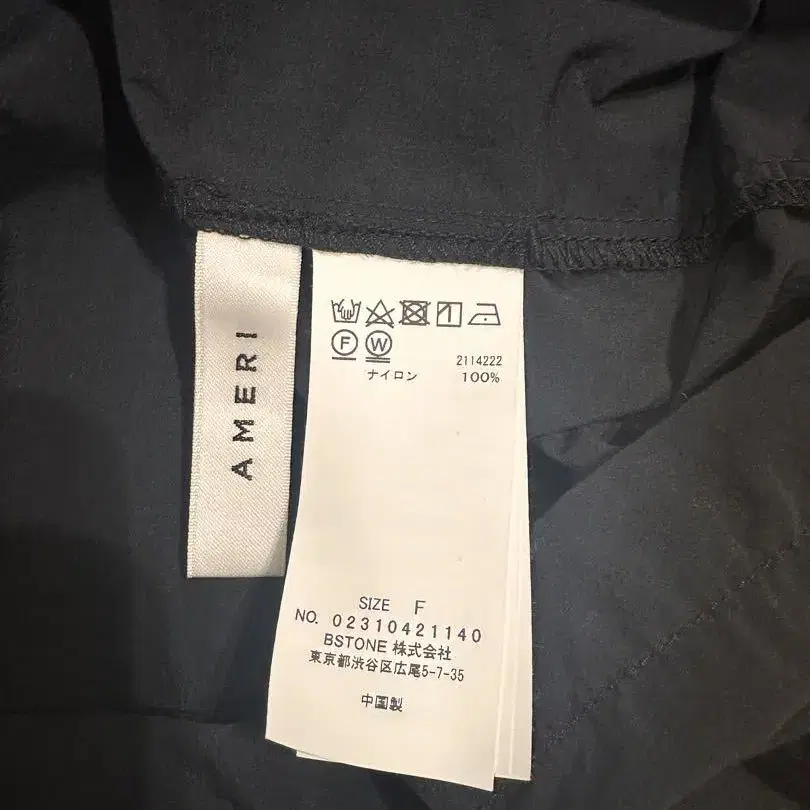 AMERI
F W
2114222
ナイロン 100%
SIZE F
NO. 02310421140
BSTONE 株式会社
東京都渋谷区広尾5-7-35
中国製